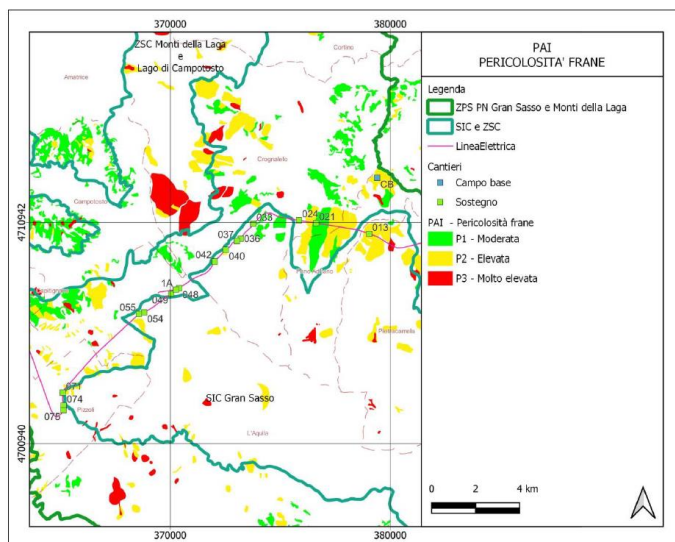 370000
380000
ZSC Monti della Laga
e
Lago di Campotosto
Cortino
Amatrice
Crognaleto
CB
Campotosto
4710942
038
024
021
037
036
013
042
040
1A
048
049
055
054
Pietracamela
071
074
SIC Gran Sasso
Pizzoli
L'Aquila
4700940
370000
380000
PAI
PERICOLOSITA' FRANE
Legenda
ZPS PN Gran Sasso e Monti della Laga
SIC e ZSC
LineaElettrica
Cantieri
Campo base
Sostegno
PAI - Pericolosità frane
P1 - Moderata
P2 - Elevata
P3 - Molto elevata
0 2 4 km